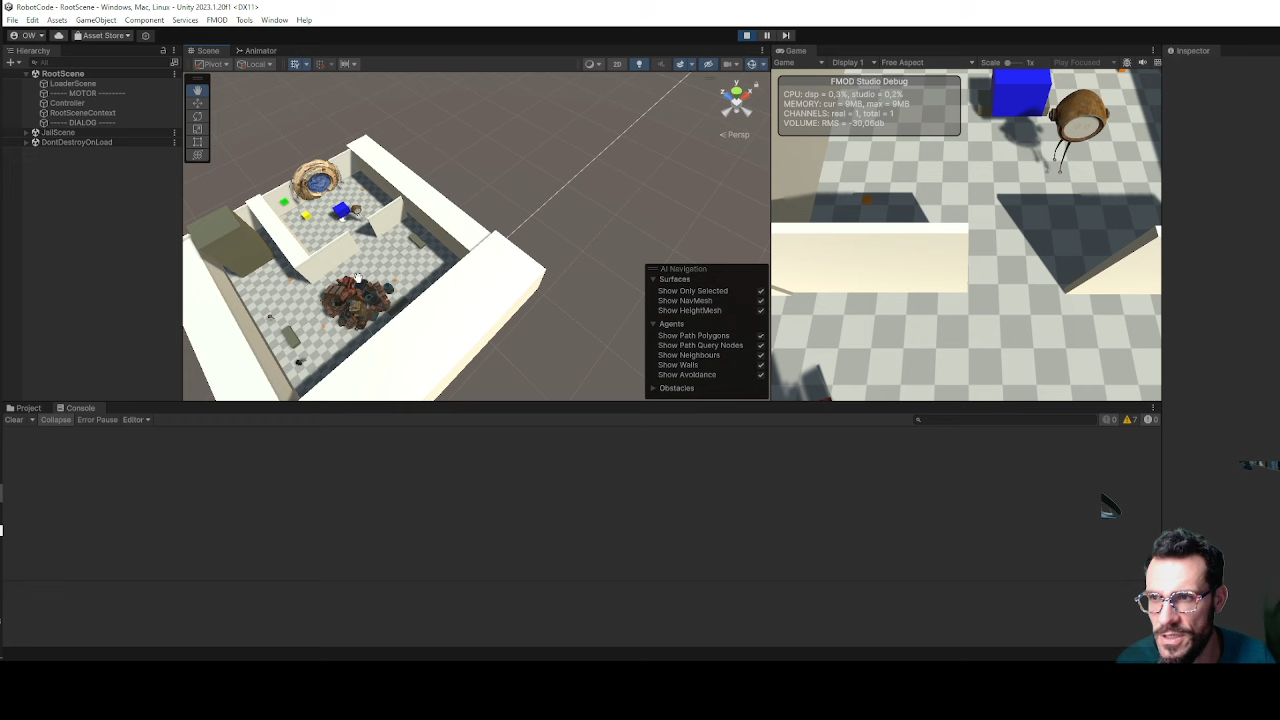 RobotCode - RootScene - Windows, Mac, Linux - Unity 2023.1.20f1 <DX11>
File Edit Assets GameObject Component Services FMOD Tools Window Help
OW Asset Store
Hierarchy
All
RootScene
LoaderScene
----- MOTOR --------
Controller
RootSceneContext
----- DIALOG -----
JailScene
DontDestroyOnLoad
Scene Animator
Pivot Local
2D
y
x
z
Persp
AI Navigation
Surfaces
Show Only Selected
Show NavMesh
Show HeightMesh
Agents
Show Path Polygons
Show Path Query Nodes
Show Neighbours
Show Walls
Show Avoidance
Obstacles
Game
Game Display 1 Free Aspect Scale 1x Play Focused
FMOD Studio Debug
CPU: dsp = 0,3%, studio = 0,2%
MEMORY: cur = 9MB, max = 9MB
CHANNELS: real = 1, total = 1
VOLUME: RMS = -30,06db
Inspector
Project Console
Clear Collapse Error Pause Editor
0 7 0